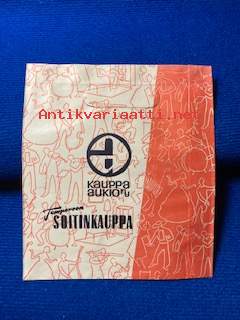 Antikvariaatti.net
kauppa
aukio
Tampereen
SOITINKAUPPA